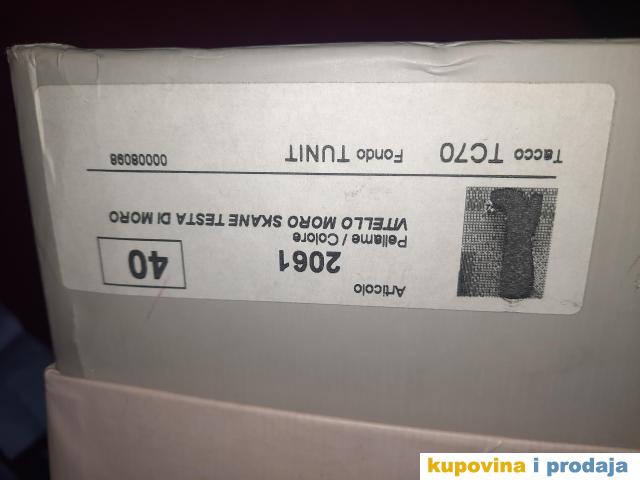 Articolo
2061
40
Pellame / Colore
VITELLO MORO SKANE TESTA DI MORO
Tacco TC70 Fondo TUNIT 00008098
kupovina i prodaja